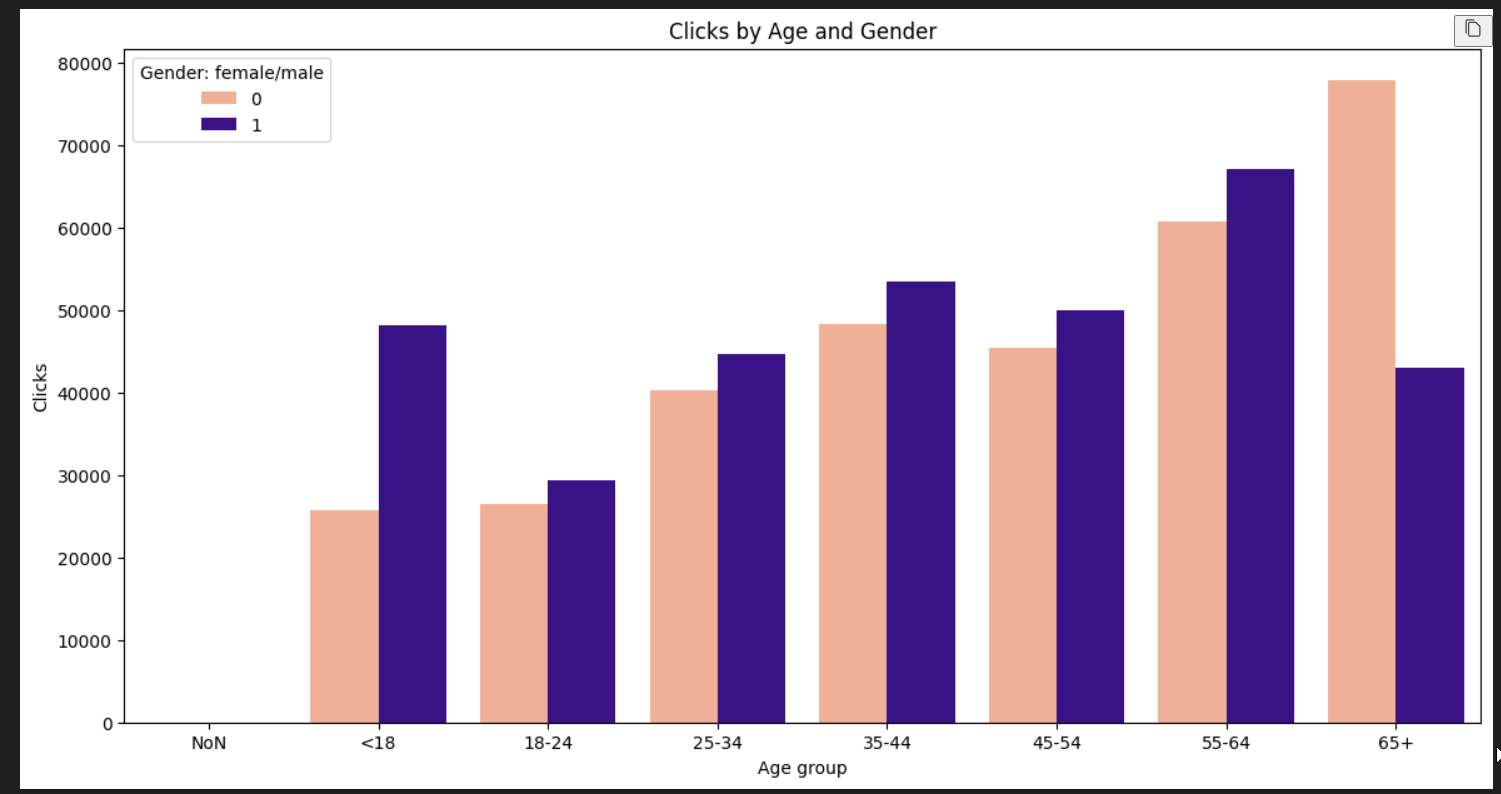 Clicks by Age and Gender
Gender: female/male
0
1
80000
70000
60000
50000
40000
30000
20000
10000
0
Clicks
NoN <18 18-24 25-34 35-44 45-54 55-64 65+
Age group